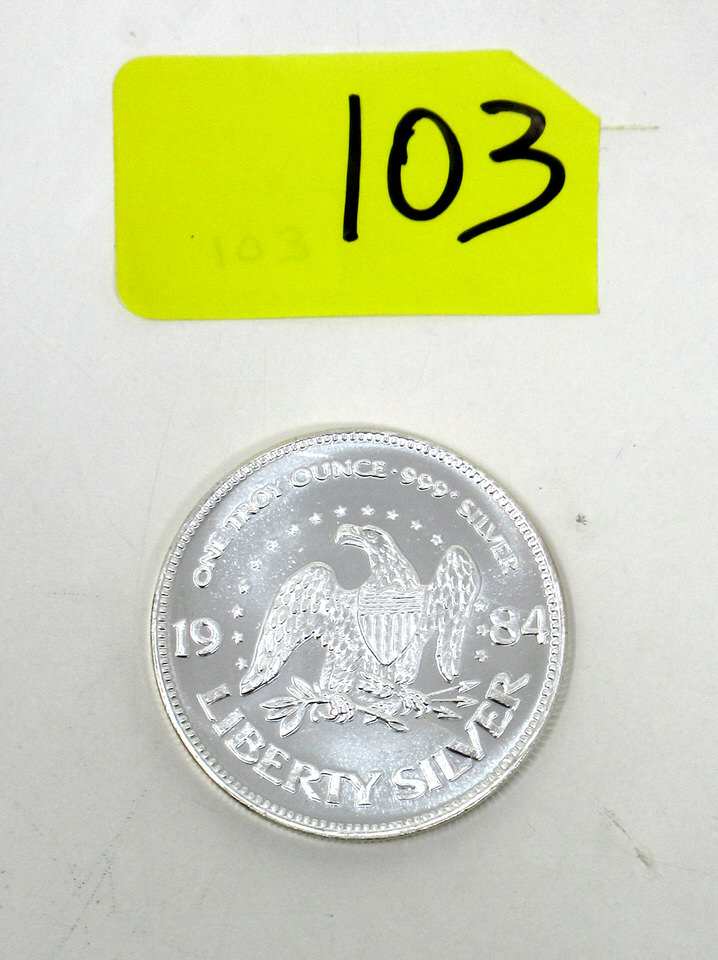 103
103
ONE TROY OUNCE · 999 · SILVER
19 84
LIBERTY SILVER